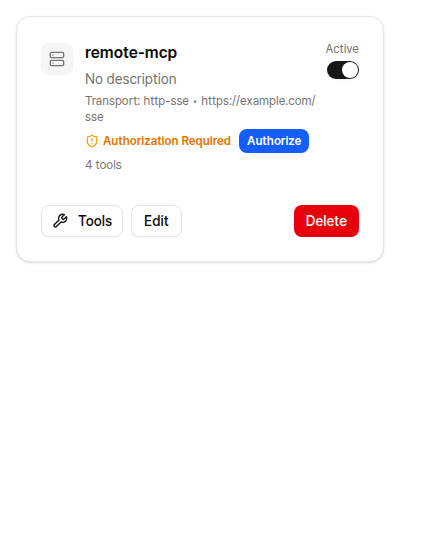 remote-mcp
Active
No description
Transport: http-sse • https://example.com/
sse
Authorization Required Authorize
4 tools
Tools Edit Delete